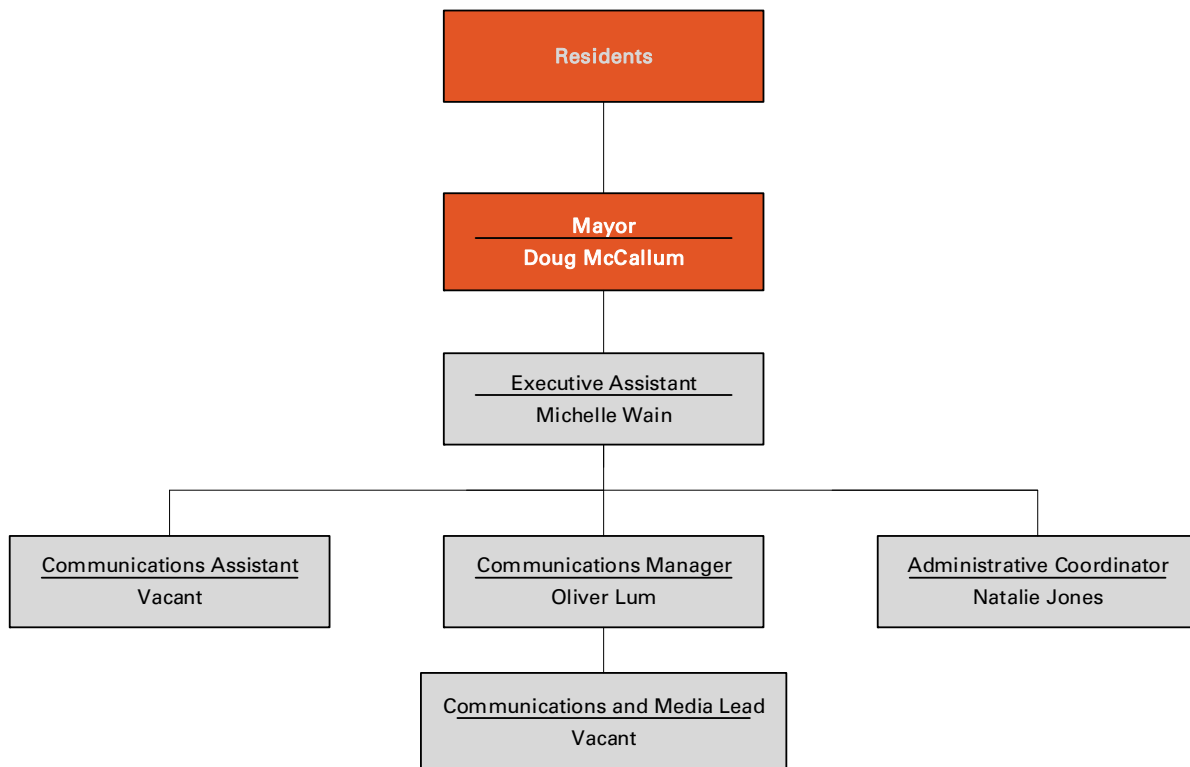 Residents
Mayor
Doug McCallum
Executive Assistant
Michelle Wain
Communications Assistant
Vacant
Communications Manager
Oliver Lum
Administrative Coordinator
Natalie Jones
Communications and Media Lead
Vacant